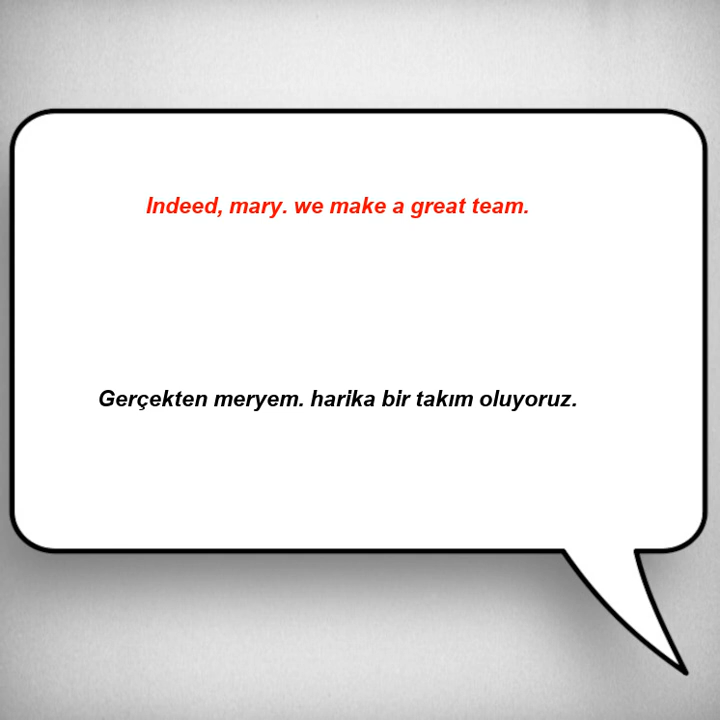 Indeed, mary. we make a great team.
Gerçekten meryem. harika bir takım oluyoruz.